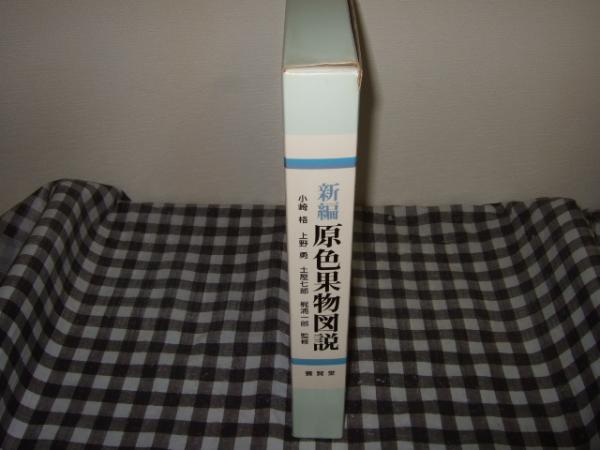 新編 原色果物図説
小崎 格 上野 勇 土屋七郎 梶浦一郎 監修
養賢堂